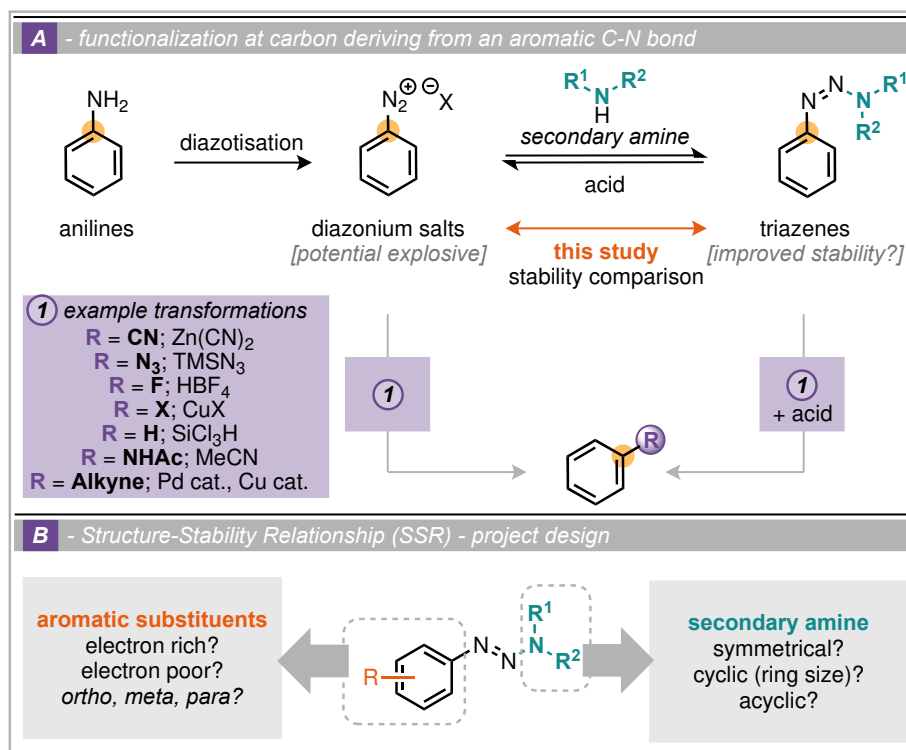 A - functionalization at carbon deriving from an aromatic C-N bond
NH₂
anilines
diazotisation
N₂ ⊕ ⊖ X
diazonium salts
[potential explosive]
R¹ R²
N
H
secondary amine
acid
this study
stability comparison
N N R¹
N
R²
triazenes
[improved stability?]
1 example transformations
R = CN; Zn(CN)₂
R = N₃; TMSN₃
R = F; HBF₄
R = X; CuX
R = H; SiCl₃H
R = NHAc; MeCN
R = Alkyne; Pd cat., Cu cat.
1
1
+ acid
R
B - Structure-Stability Relationship (SSR) - project design
aromatic substituents
electron rich?
electron poor?
ortho, meta, para?
R¹
N N N
R²
R
secondary amine
symmetrical?
cyclic (ring size)?
acyclic?